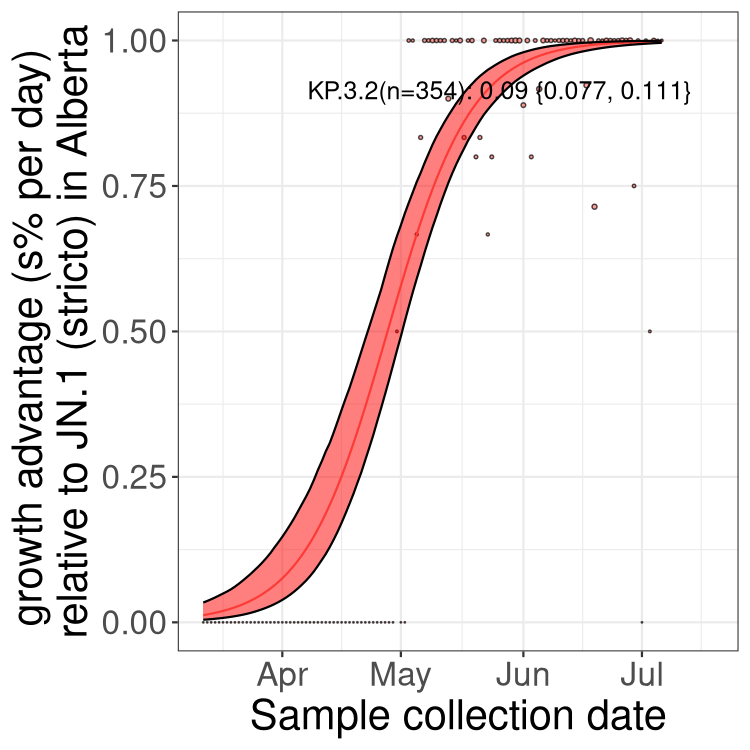 growth advantage (s% per day)
relative to JN.1 (stricto) in Alberta
1.00
0.75
0.50
0.25
0.00
KP.3.2(n=354): 0.09 {0.077, 0.111}
Apr May Jun Jul
Sample collection date